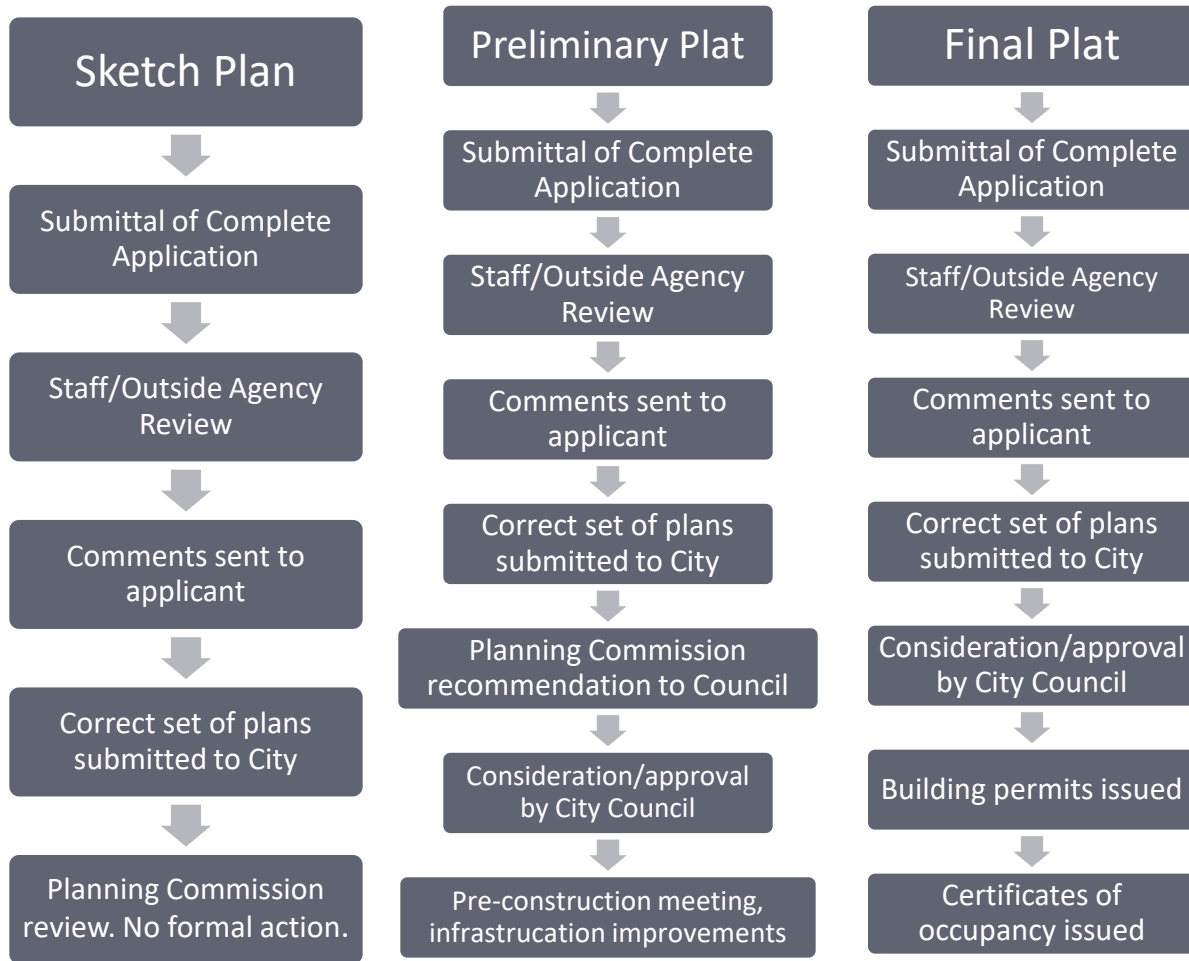 Sketch Plan
Submittal of Complete
Application
Staff/Outside Agency
Review
Comments sent to
applicant
Correct set of plans
submitted to City
Planning Commission
review. No formal action.
Preliminary Plat
Submittal of Complete
Application
Staff/Outside Agency
Review
Comments sent to
applicant
Correct set of plans
submitted to City
Planning Commission
recommendation to Council
Consideration/approval
by City Council
Pre-construction meeting,
infrastrucation improvements
Final Plat
Submittal of Complete
Application
Staff/Outside Agency
Review
Comments sent to
applicant
Correct set of plans
submitted to City
Consideration/approval
by City Council
Building permits issued
Certificates of
occupancy issued